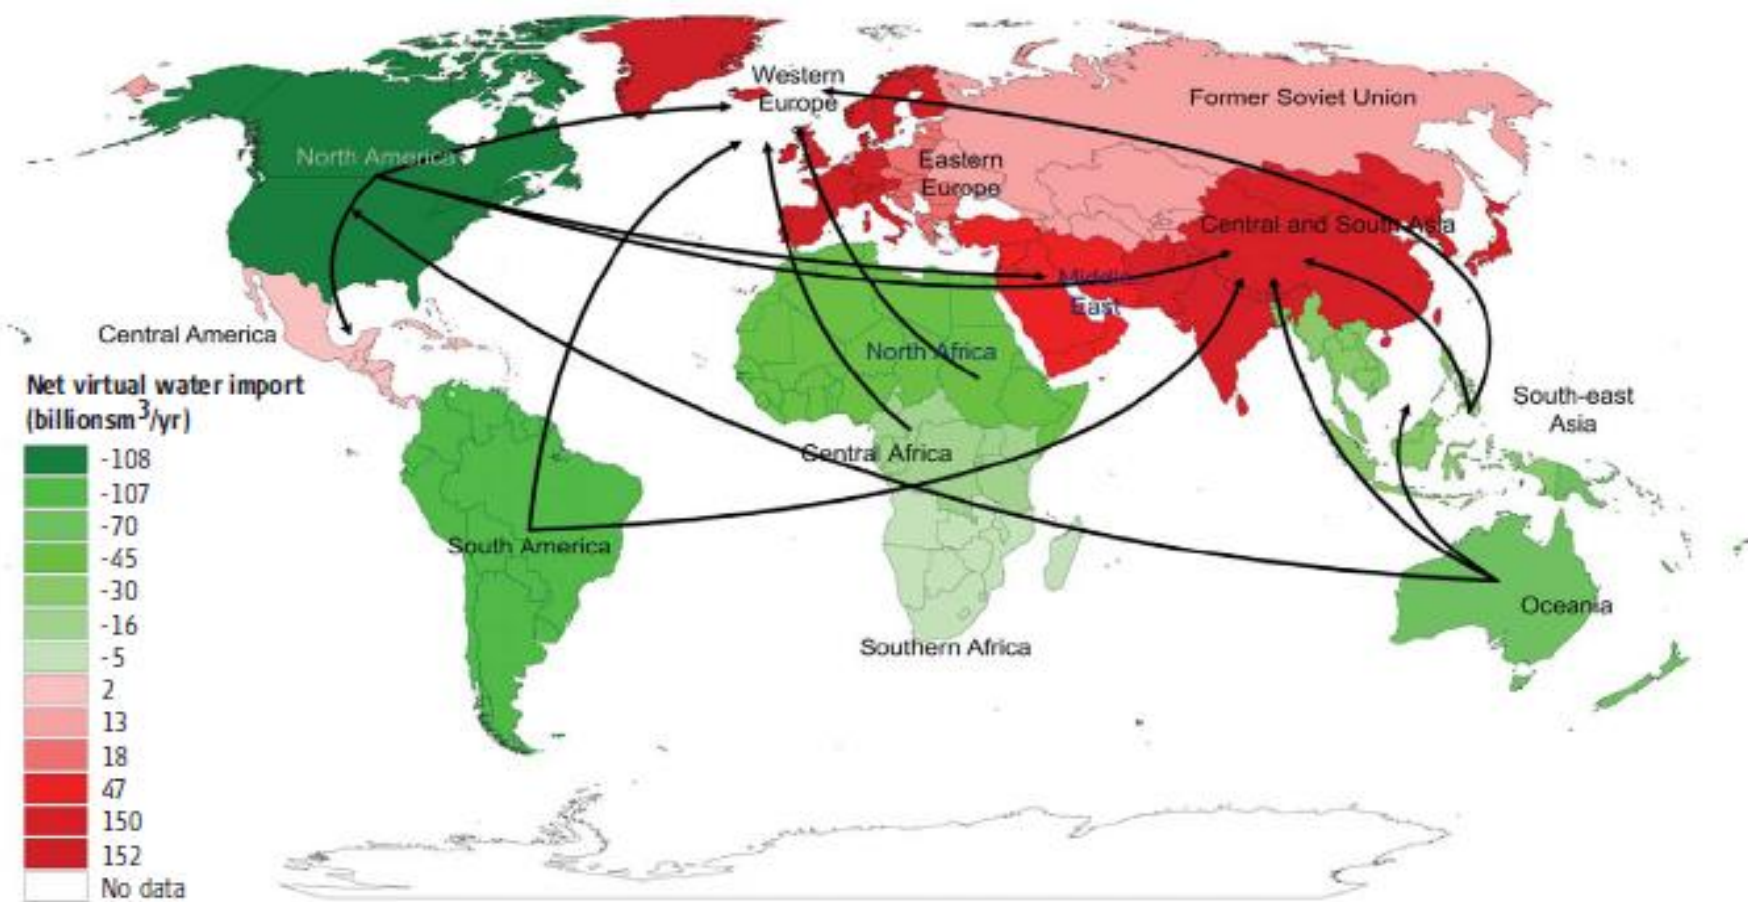 Western
Europe
Former Soviet Union
North America
Eastern
Europe
Central and South Asia
Middle
East
Central America
North Africa
Net virtual water import
(billionsm³/yr)
South-east
Asia
Central Africa
-108
-107
-70
South America
-45
-30
Oceania
-16
Southern Africa
-5
2
13
18
47
150
152
No data